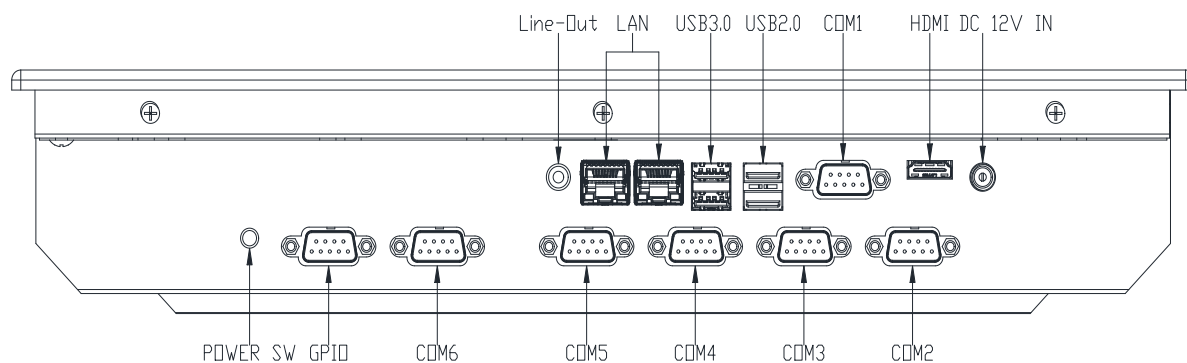 Line-Out LAN USB3.0 USB2.0 COM1 HDMI DC 12V IN
POWER SW GPIO COM6 COM5 COM4 COM3 COM2